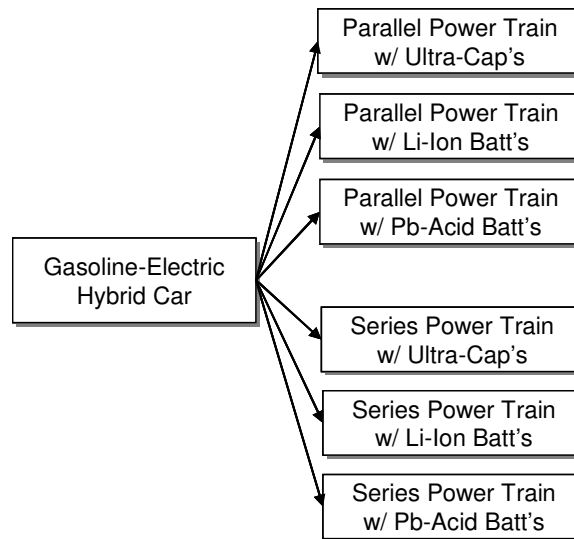 Parallel Power Train
w/ Ultra-Cap's
Parallel Power Train
w/ Li-Ion Batt's
Parallel Power Train
w/ Pb-Acid Batt's
Gasoline-Electric
Hybrid Car
Series Power Train
w/ Ultra-Cap's
Series Power Train
w/ Li-Ion Batt's
Series Power Train
w/ Pb-Acid Batt's